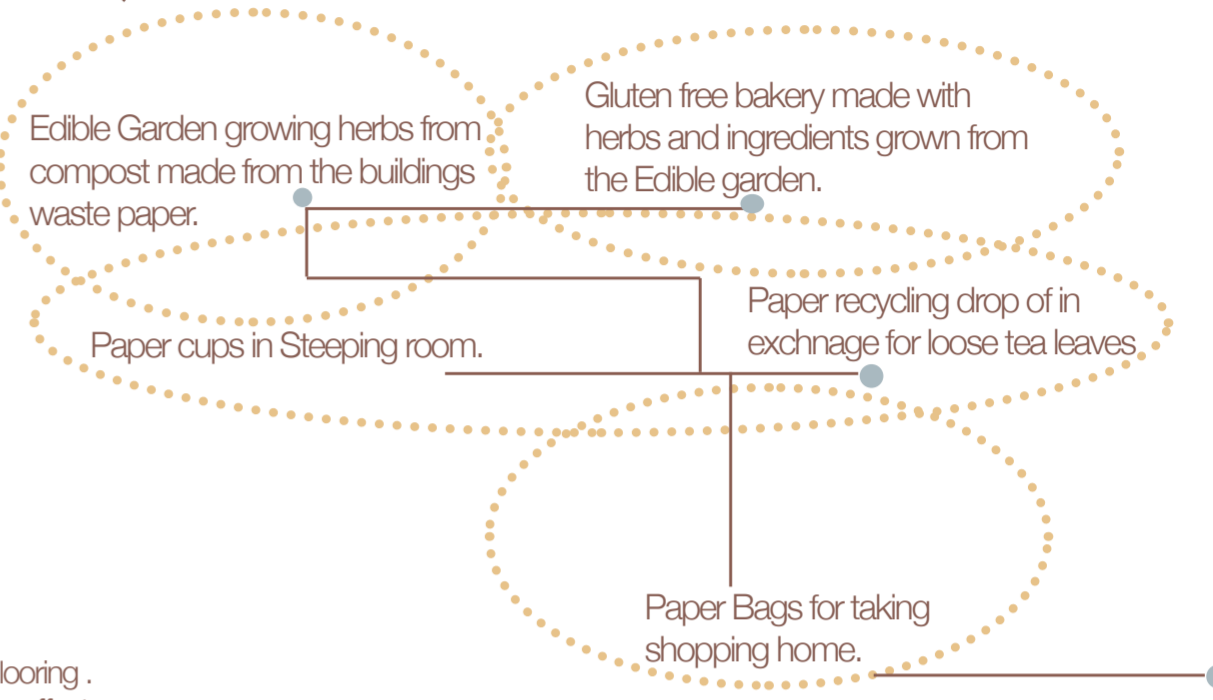 Edible Garden growing herbs from
compost made from the buildings
waste paper.
Gluten free bakery made with
herbs and ingredients grown from
the Edible garden.
Paper cups in Steeping room.
Paper recycling drop of in
exchnage for loose tea leaves
Paper Bags for taking
shopping home.
looring .